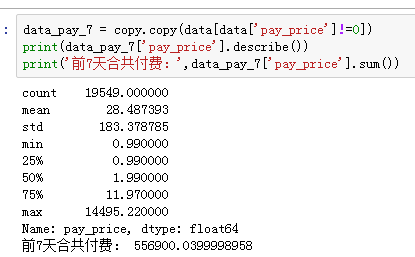 :
data_pay_7 = copy.copy(data[data['pay_price']!=0])
print(data_pay_7['pay_price'].describe())
print('前7天合共付费：',data_pay_7['pay_price'].sum())
count    19549.000000
mean        28.487393
std        183.378785
min          0.990000
25%          0.990000
50%          1.990000
75%         11.970000
max      14495.220000
Name: pay_price, dtype: float64
前7天合共付费： 556900.0399998958